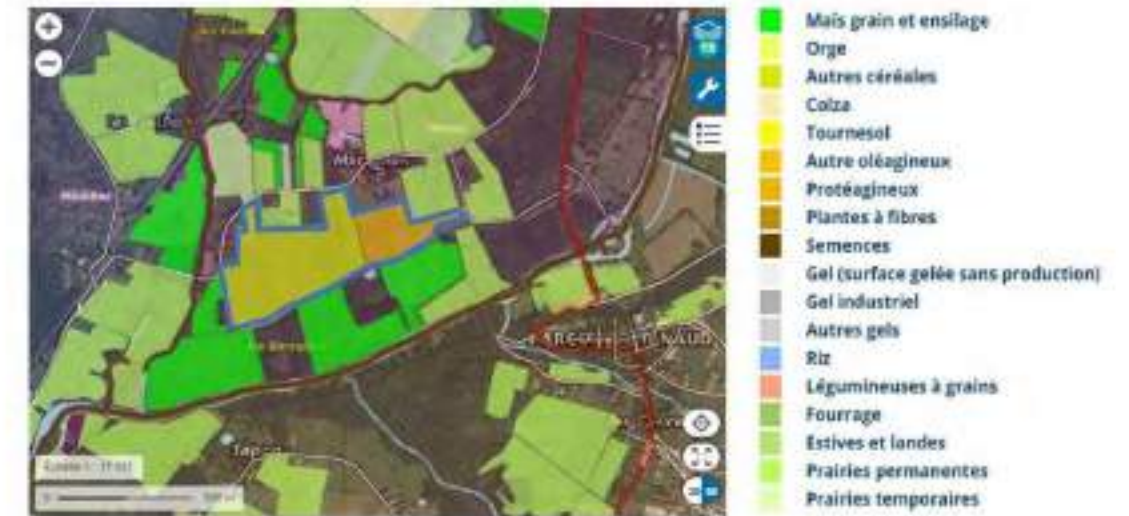 Maïs grain et ensilage
Orge
Autres céréales
Colza
Tournesol
Autre oléagineux
Protéagineux
Plantes à fibres
Semences
Gel (surface gelée sans production)
Gel industriel
Autres gels
Riz
Légumineuses à grains
Fourrage
Estives et landes
Prairies permanentes
Prairies temporaires